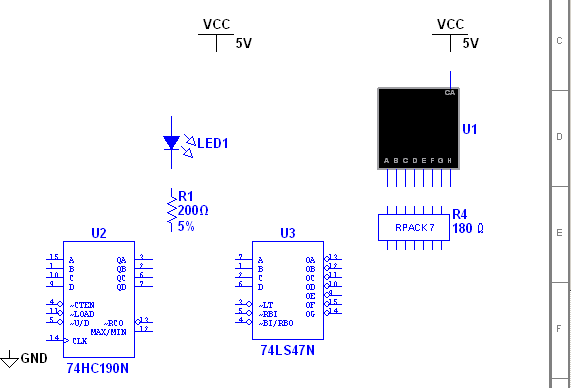 VCC
5V
VCC
5V
C
CA
U1
D
LED1
A B C D E F G H
R1
200Ω
5%
R4
180 Ω
RPACK 7
E
U2
15 A QA 3
1 B QB 2
10 C QC 6
9 D QD 7
4 ~CTEN
11 ~LOAD
5 ~U/D ~RCO 13
MAX/MIN 12
14 CLK
74HC190N
U3
7 A OA 13
1 B OB 12
2 C OC 11
6 D OD 10
OE 9
3 ~LT OF 15
5 ~RBI OG 14
4 ~BI/RBO
74LS47N
F
GND